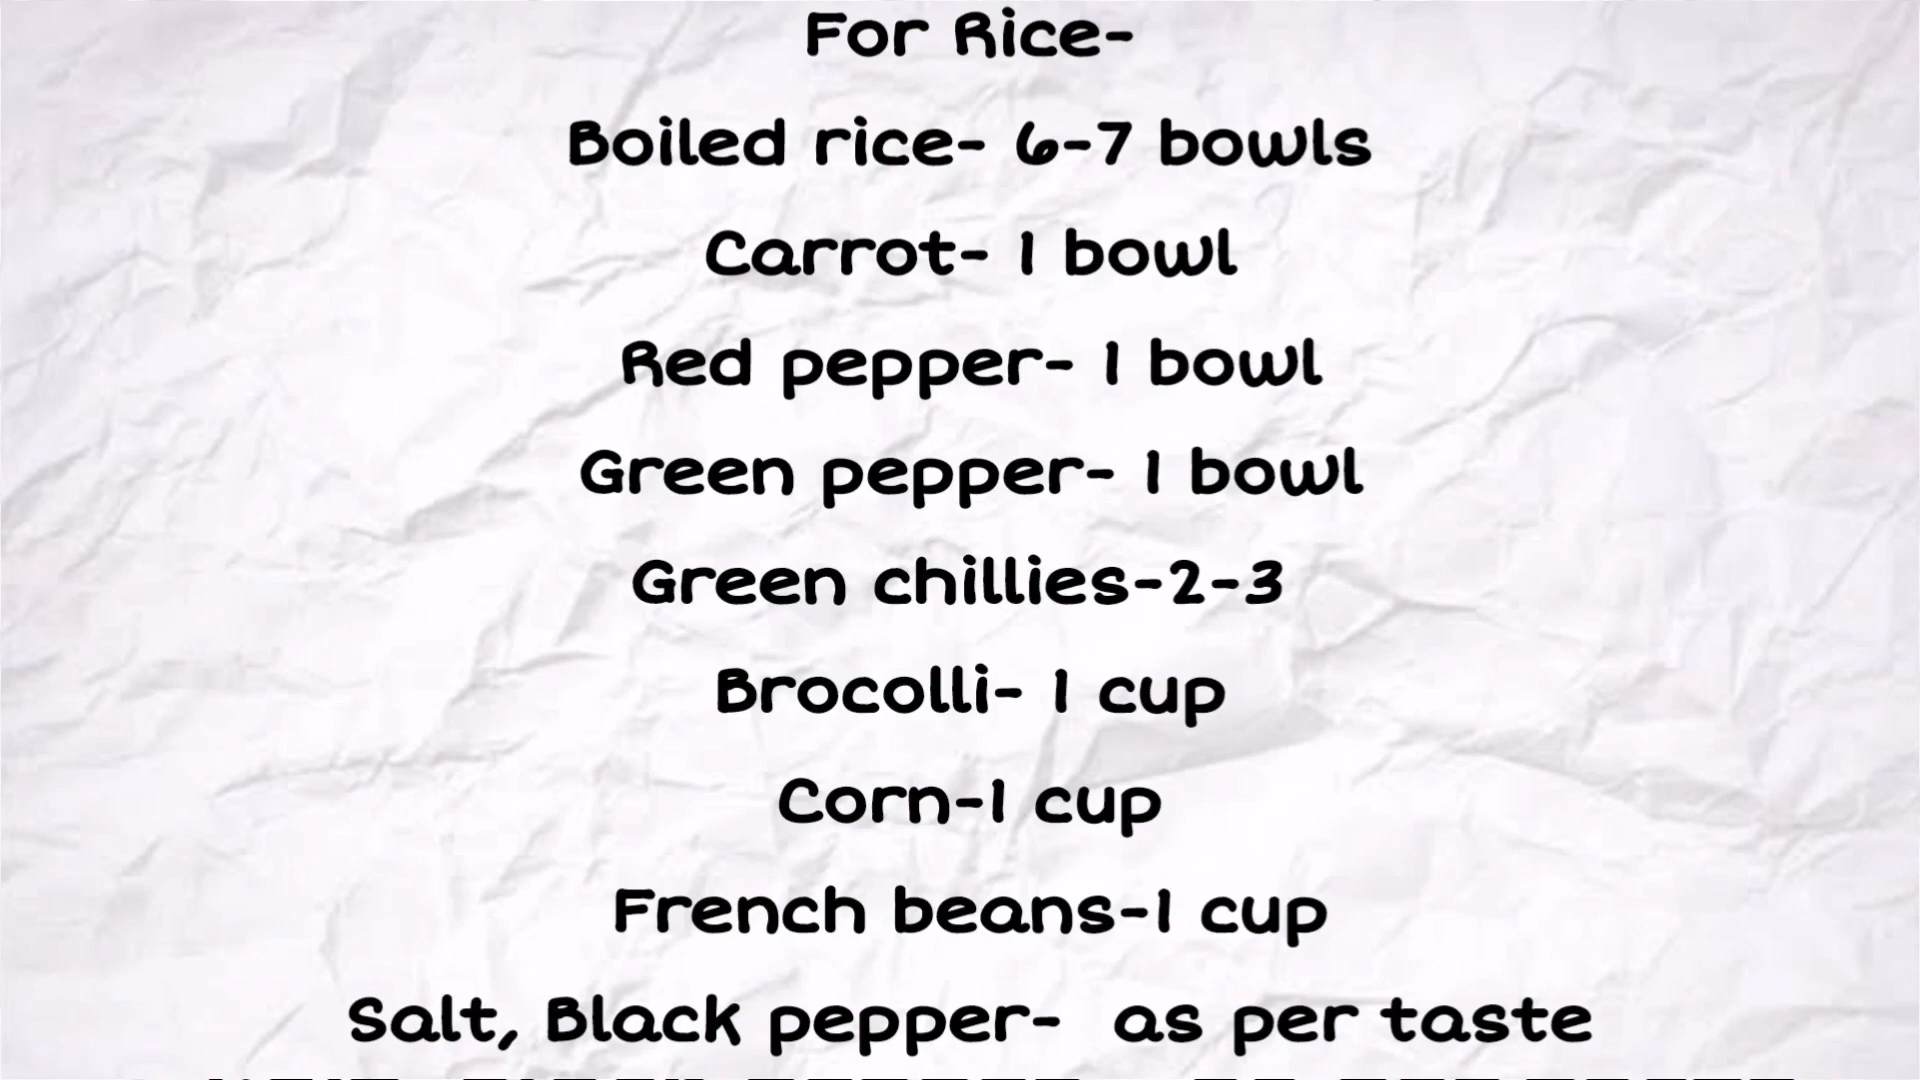 For Rice-
Boiled rice- 6-7 bowls
Carrot- 1 bowl
Red pepper- 1 bowl
Green pepper- 1 bowl
Green chillies-2-3
Brocolli- 1 cup
Corn-1 cup
French beans-1 cup
Salt, Black pepper-  as per taste